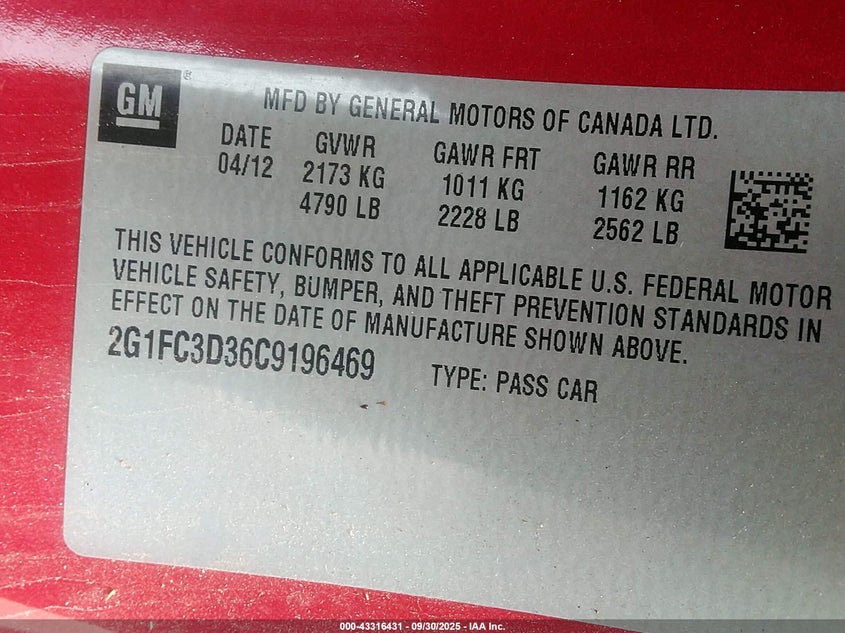 GM ®
MFD BY GENERAL MOTORS OF CANADA LTD.
DATE GVWR GAWR FRT GAWR RR
04/12 2173 KG 1011 KG 1162 KG
4790 LB 2228 LB 2562 LB
THIS VEHICLE CONFORMS TO ALL APPLICABLE U.S. FEDERAL MOTOR
VEHICLE SAFETY, BUMPER, AND THEFT PREVENTION STANDARDS IN
EFFECT ON THE DATE OF MANUFACTURE SHOWN ABOVE.
2G1FC3D36C9196469 TYPE: PASS CAR
000-43316431 - 09/30/2025 - IAA Inc.